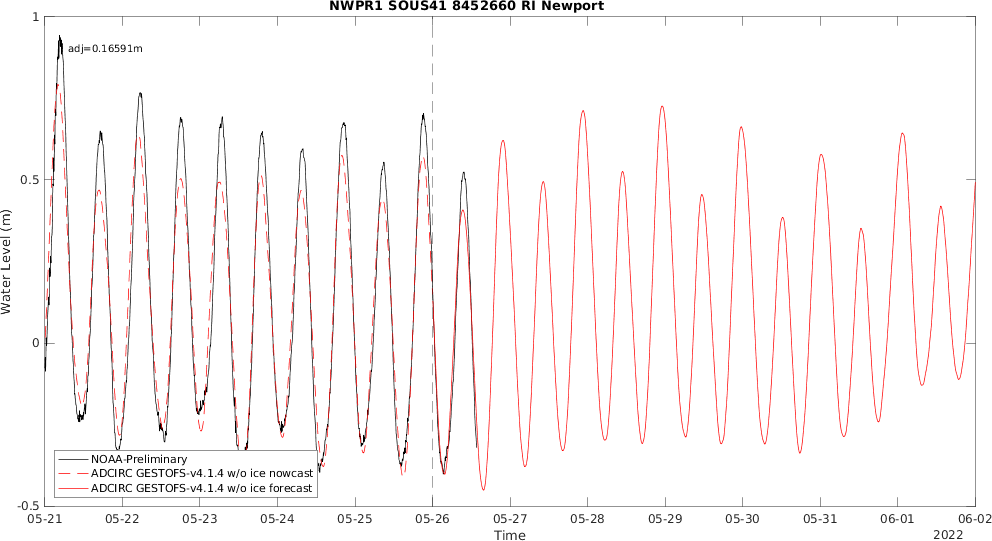 NWPR1 SOUS41 8452660 RI Newport
adj=0.16591m
Water Level (m)
1
0.5
0
-0.5
NOAA-Preliminary
ADCIRC GESTOFS-v4.1.4 w/o ice nowcast
ADCIRC GESTOFS-v4.1.4 w/o ice forecast
05-21 05-22 05-23 05-24 05-25 05-26 05-27 05-28 05-29 05-30 05-31 06-01 06-02
Time
2022